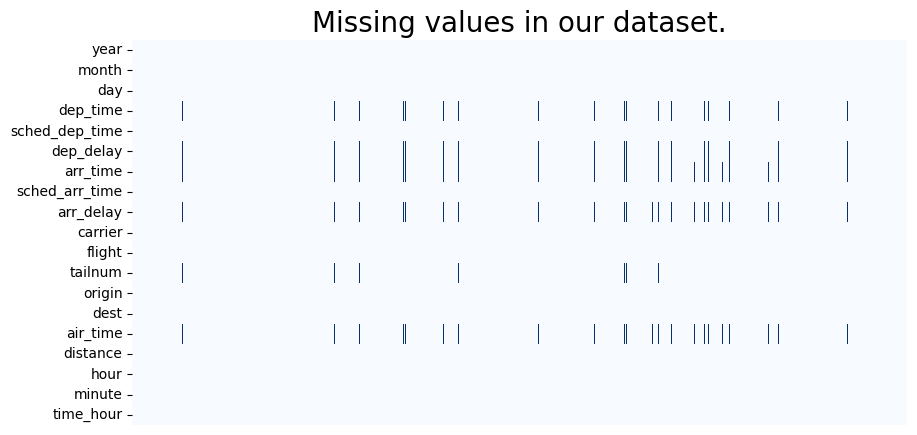 Missing values in our dataset.
year
month
day
dep_time
sched_dep_time
dep_delay
arr_time
sched_arr_time
arr_delay
carrier
flight
tailnum
origin
dest
air_time
distance
hour
minute
time_hour